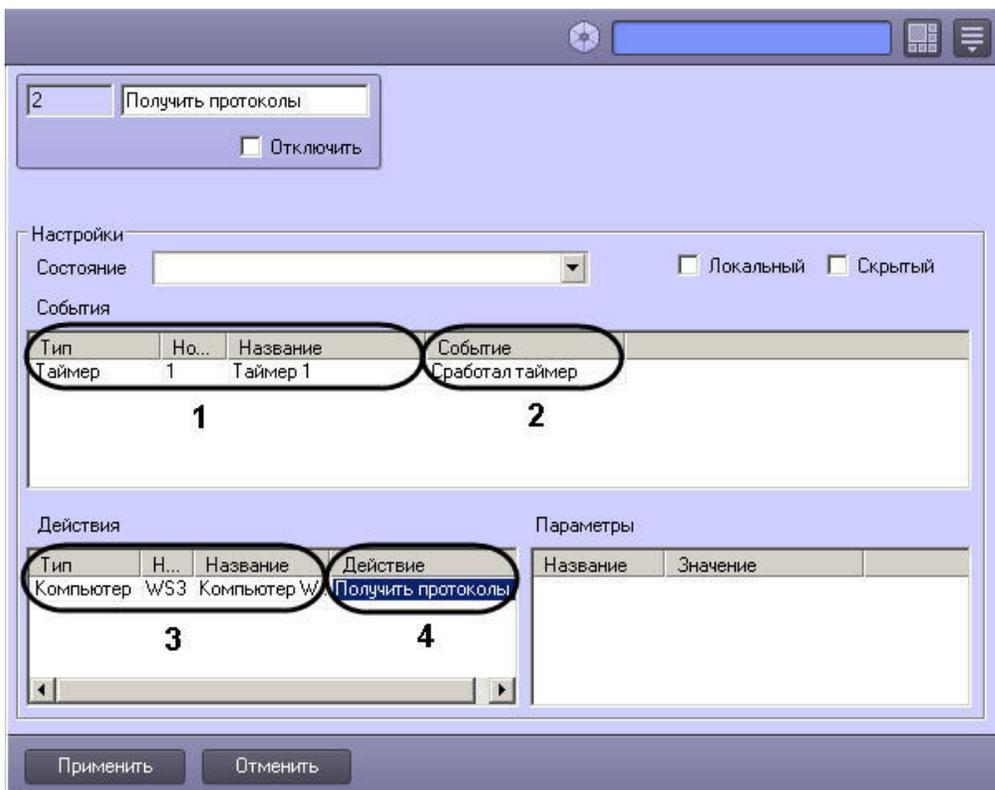 2 Получить протоколы
Отключить
Настройки
Состояние Локальный Скрытый
События
Тип Но... Название Событие
Таймер 1 Таймер 1 Сработал таймер
1 2
Действия Параметры
Тип Н... Название Действие Название Значение
Компьютер WS3 Компьютер W... Получить протоколы
3 4
Применить Отменить